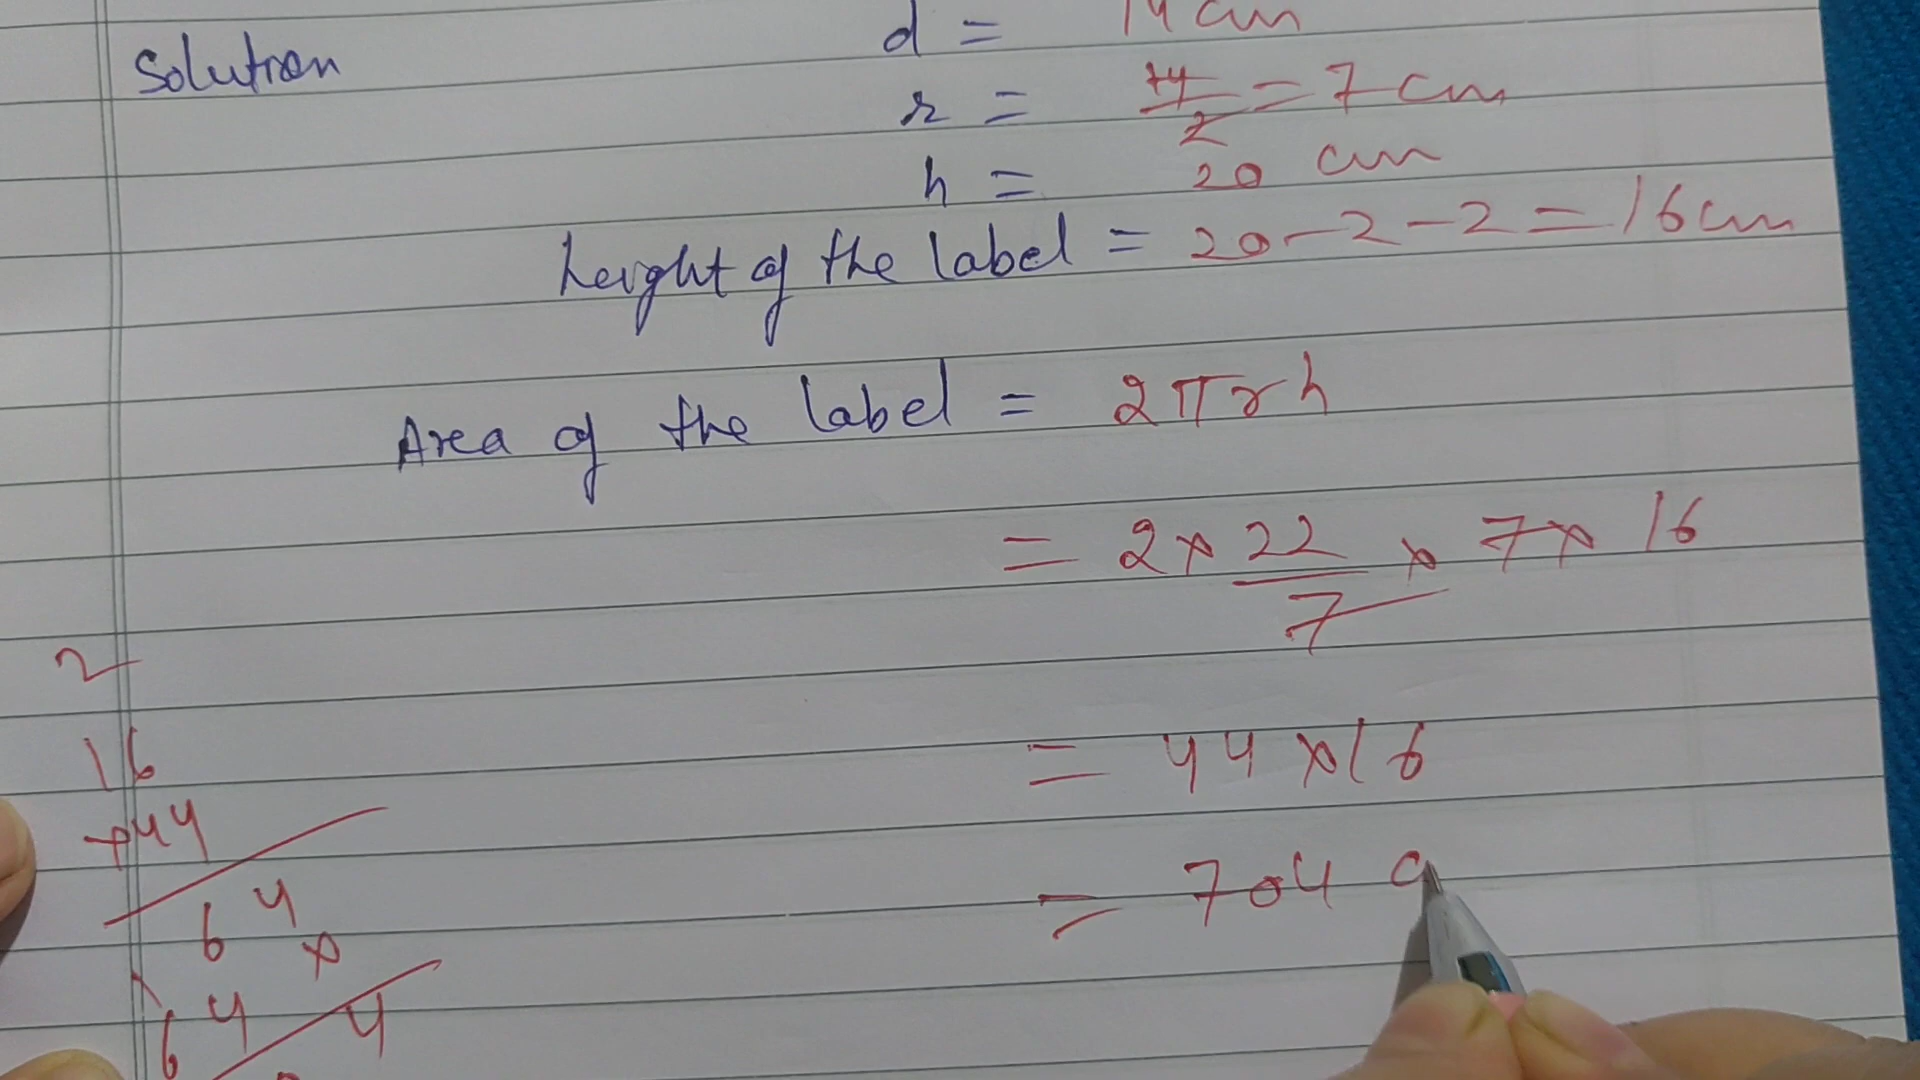 Solution
d = 14 cm
r = 14/2 = 7 cm
h = 20 cm
height of the label = 20 - 2 - 2 = 16 cm
Area of the label = 2πrh
= 2 × 22/7 × 7 × 16
= 44 × 16
= 704 c
2
16
×44
64
64×
4